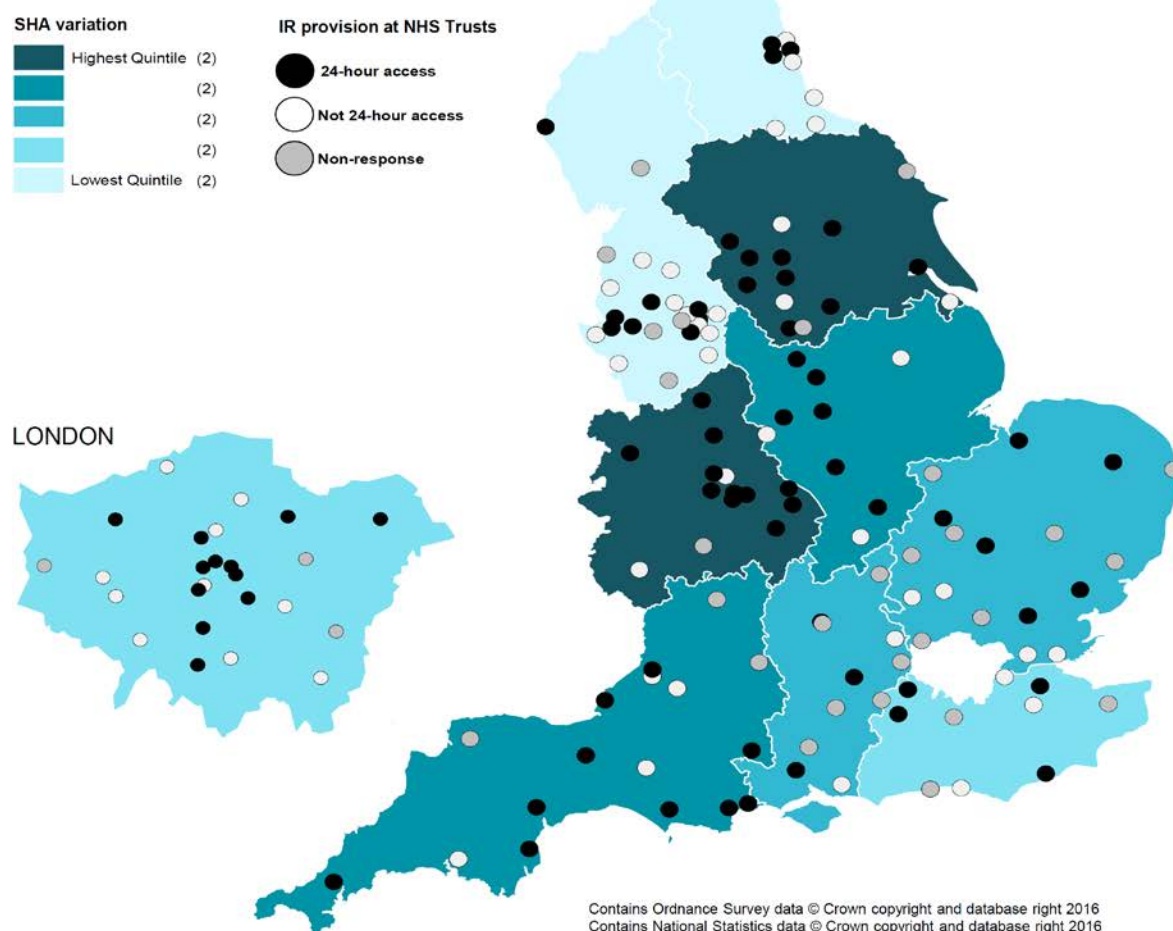 SHA variation
Highest Quintile (2)
(2)
(2)
(2)
Lowest Quintile (2)
IR provision at NHS Trusts
24-hour access
Not 24-hour access
Non-response
LONDON
Contains Ordnance Survey data © Crown copyright and database right 2016
Contains National Statistics data © Crown copyright and database right 2016